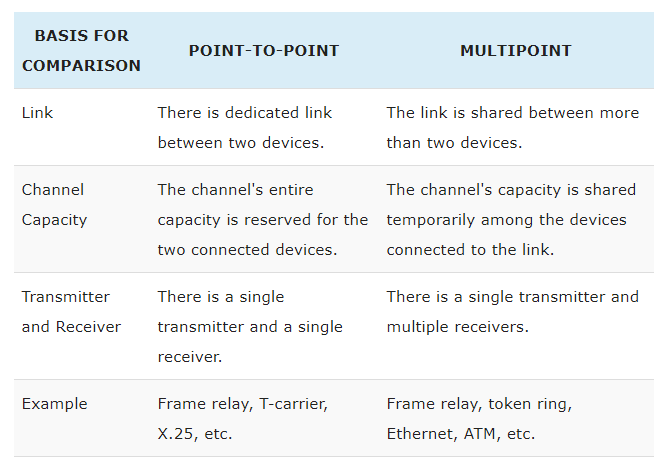 BASIS FOR
COMPARISON
POINT-TO-POINT
MULTIPOINT
Link
There is dedicated link
between two devices.
The link is shared between more
than two devices.
Channel
Capacity
The channel's entire
capacity is reserved for the
two connected devices.
The channel's capacity is shared
temporarily among the devices
connected to the link.
Transmitter
and Receiver
There is a single
transmitter and a single
receiver.
There is a single transmitter and
multiple receivers.
Example
Frame relay, T-carrier,
X.25, etc.
Frame relay, token ring,
Ethernet, ATM, etc.